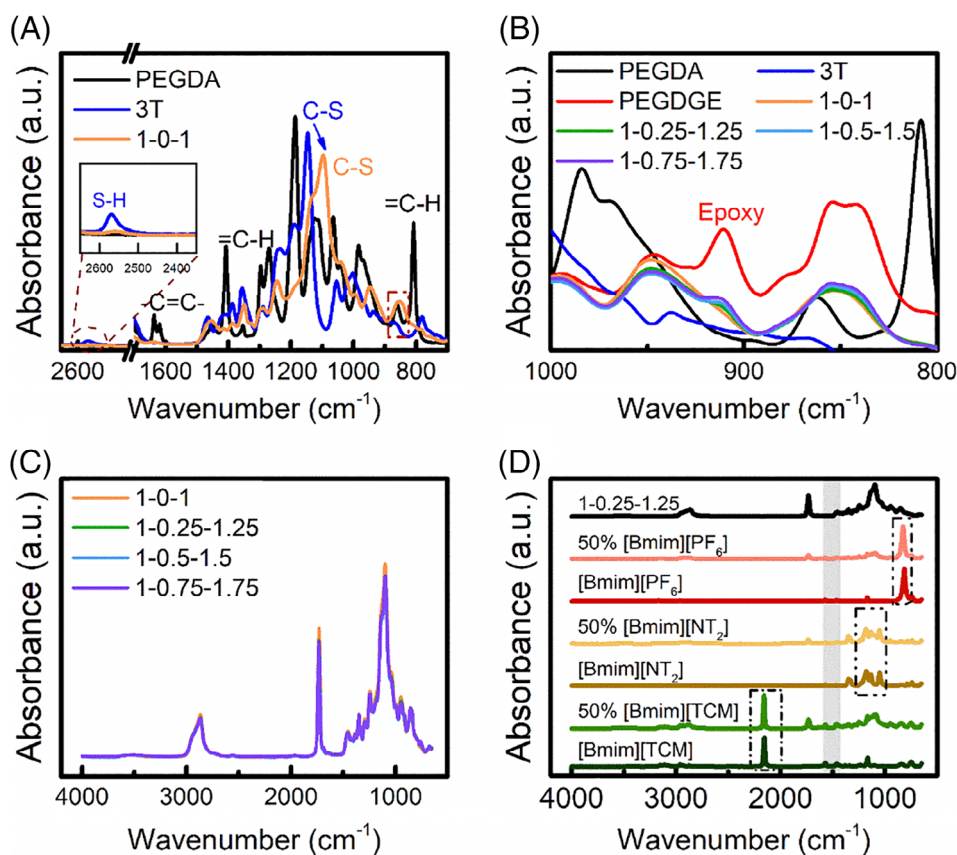 (A)
PEGDA
3T
1-0-1
C-S
C-S
=C-H
=C-H
S-H
2600 2500 2400
-C=C-
2600 1600 1400 1200 1000 800
Absorbance (a.u.)
Wavenumber (cm⁻¹)
(B)
PEGDA
3T
PEGDGE
1-0-1
1-0.25-1.25
1-0.5-1.5
1-0.75-1.75
Epoxy
1000 900 800
Absorbance (a.u.)
Wavenumber (cm⁻¹)
(C)
1-0-1
1-0.25-1.25
1-0.5-1.5
1-0.75-1.75
4000 3000 2000 1000
Absorbance (a.u.)
Wavenumber (cm⁻¹)
(D)
1-0.25-1.25
50% [Bmim][PF₆]
[Bmim][PF₆]
50% [Bmim][NT₂]
[Bmim][NT₂]
50% [Bmim][TCM]
[Bmim][TCM]
4000 3000 2000 1000
Absorbance (a.u.)
Wavenumber (cm⁻¹)